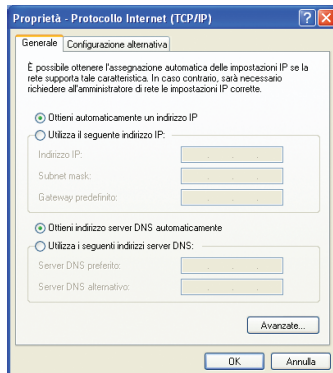 Proprietà - Protocollo Internet (TCP/IP)
Generale Configurazione alternativa
È possibile ottenere l'assegnazione automatica delle impostazioni IP se la
rete supporta tale caratteristica. In caso contrario, sarà necessario
richiedere all'amministratore di rete le impostazioni IP corrette.
Ottieni automaticamente un indirizzo IP
Utilizza il seguente indirizzo IP:
Indirizzo IP:
Subnet mask:
Gateway predefinito:
Ottieni indirizzo server DNS automaticamente
Utilizza i seguenti indirizzi server DNS:
Server DNS preferito:
Server DNS alternativo:
Avanzate...
OK Annulla